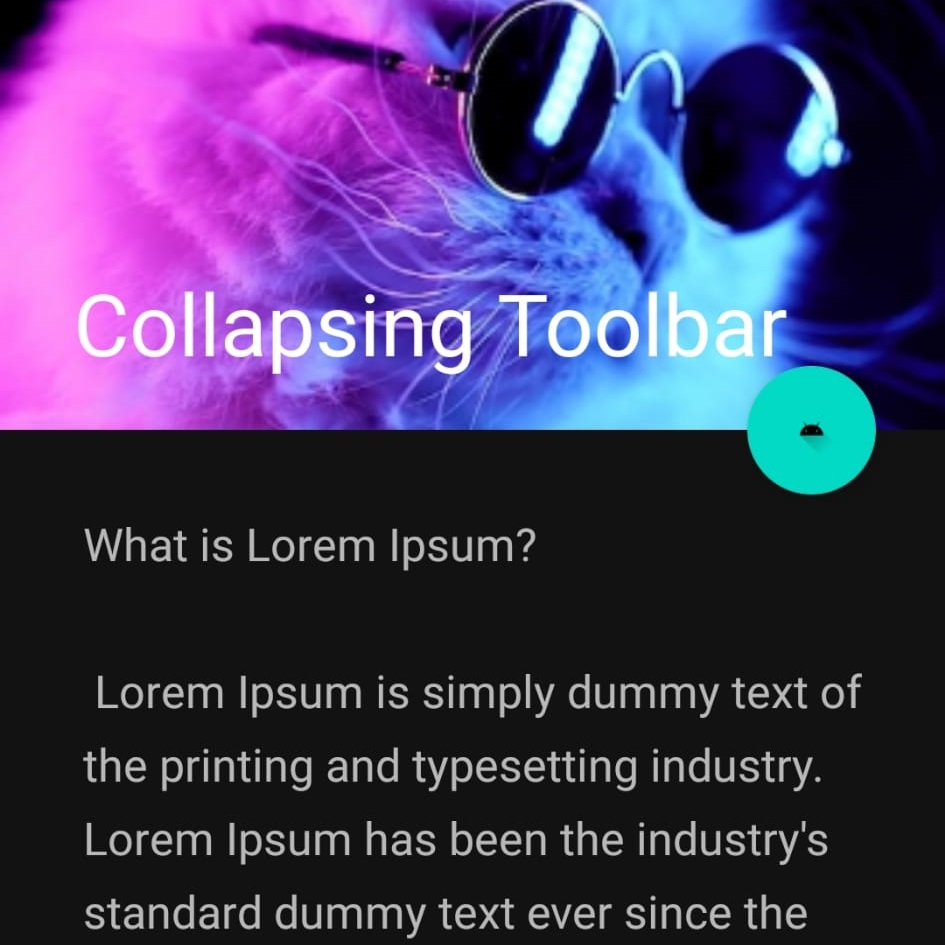 Collapsing Toolbar
What is Lorem Ipsum?
Lorem Ipsum is simply dummy text of
the printing and typesetting industry.
Lorem Ipsum has been the industry's
standard dummy text ever since the